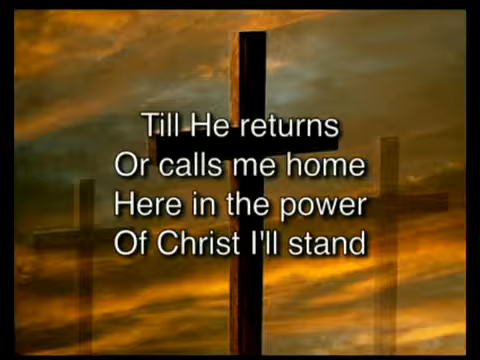 Till He returns
Or calls me home
Here in the power
Of Christ I'll stand